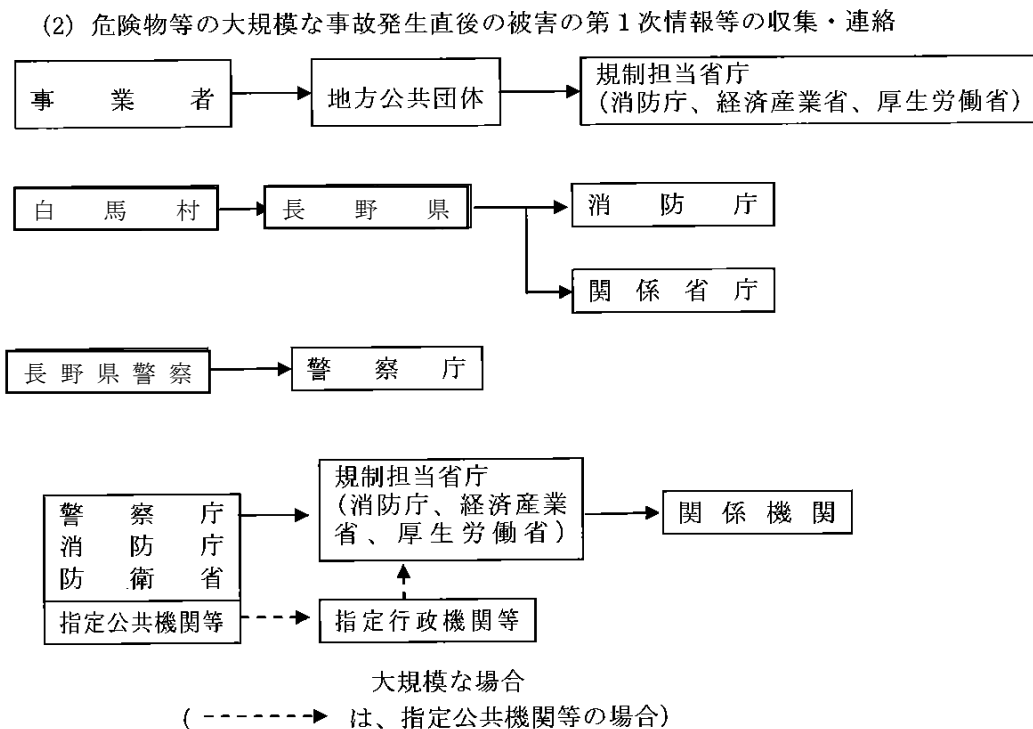 (2) 危険物等の大規模な事故発生直後の被害の第1次情報等の収集・連絡
事業者
地方公共団体
規制担当省庁
(消防庁、経済産業省、厚生労働省)
白馬村
長野県
消防庁
関係省庁
長野県警察
警察庁
警察庁
消防庁
防衛省
指定公共機関等
規制担当省庁
(消防庁、経済産業
省、厚生労働省)
関係機関
指定行政機関等
大規模な場合
( は、指定公共機関等の場合)